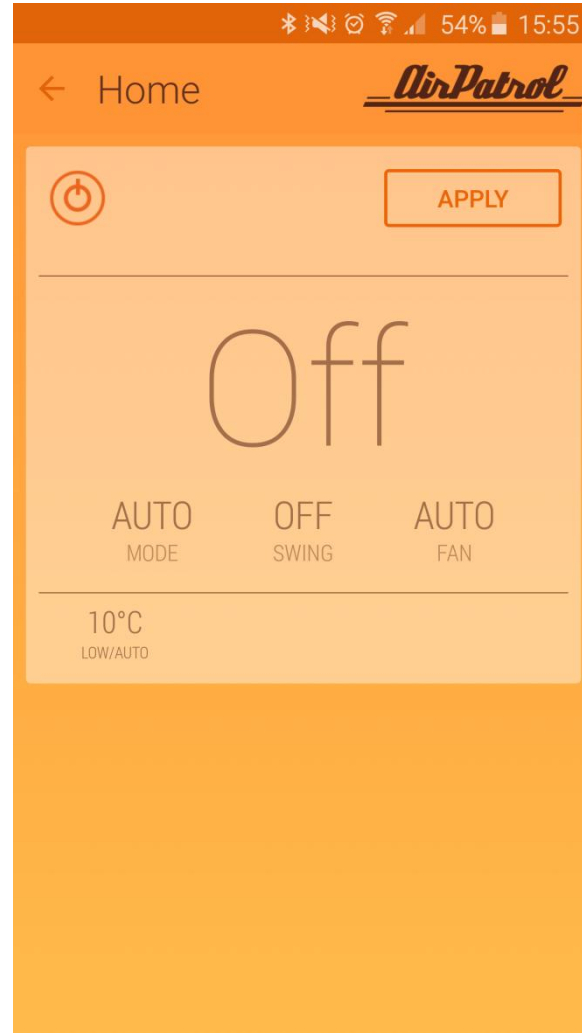 54% 15:55
Home AirPatrol
APPLY
Off
AUTO OFF AUTO
MODE SWING FAN
10°C
LOW/AUTO